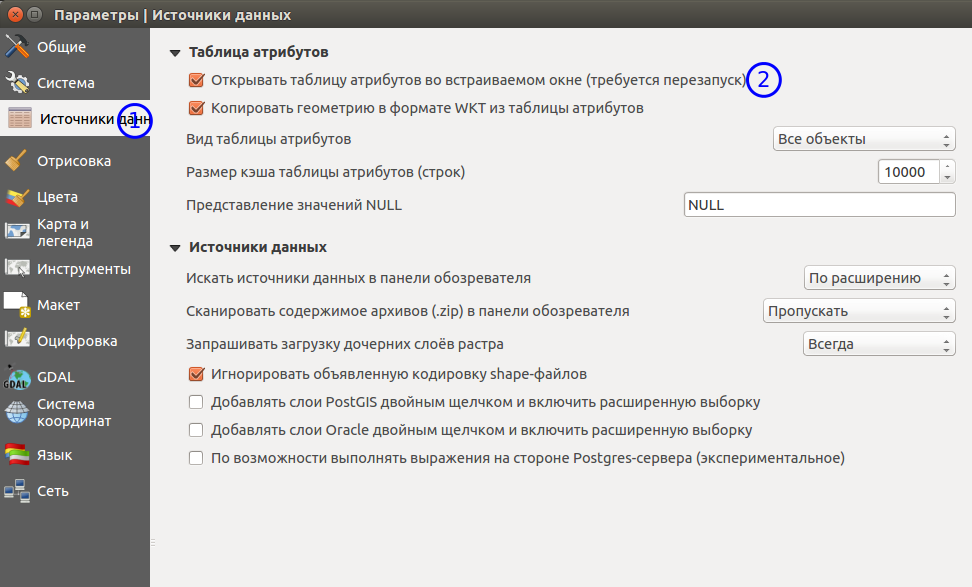 Параметры | Источники данных
Общие
Система
Источники данн
1
Отрисовка
Цвета
Карта и
легенда
Инструменты
Макет
Оцифровка
GDAL
GDAL
Система
координат
Язык
Сеть
Таблица атрибутов
Открывать таблицу атрибутов во встраиваемом окне (требуется перезапуск) 2
Копировать геометрию в формате WKT из таблицы атрибутов
Вид таблицы атрибутов Все объекты
Размер кэша таблицы атрибутов (строк) 10000
Представление значений NULL NULL
Источники данных
Искать источники данных в панели обозревателя По расширению
Сканировать содержимое архивов (.zip) в панели обозревателя Пропускать
Запрашивать загрузку дочерних слоёв растра Всегда
Игнорировать объявленную кодировку shape-файлов
Добавлять слои PostGIS двойным щелчком и включить расширенную выборку
Добавлять слои Oracle двойным щелчком и включить расширенную выборку
По возможности выполнять выражения на стороне Postgres-сервера (экспериментальное)